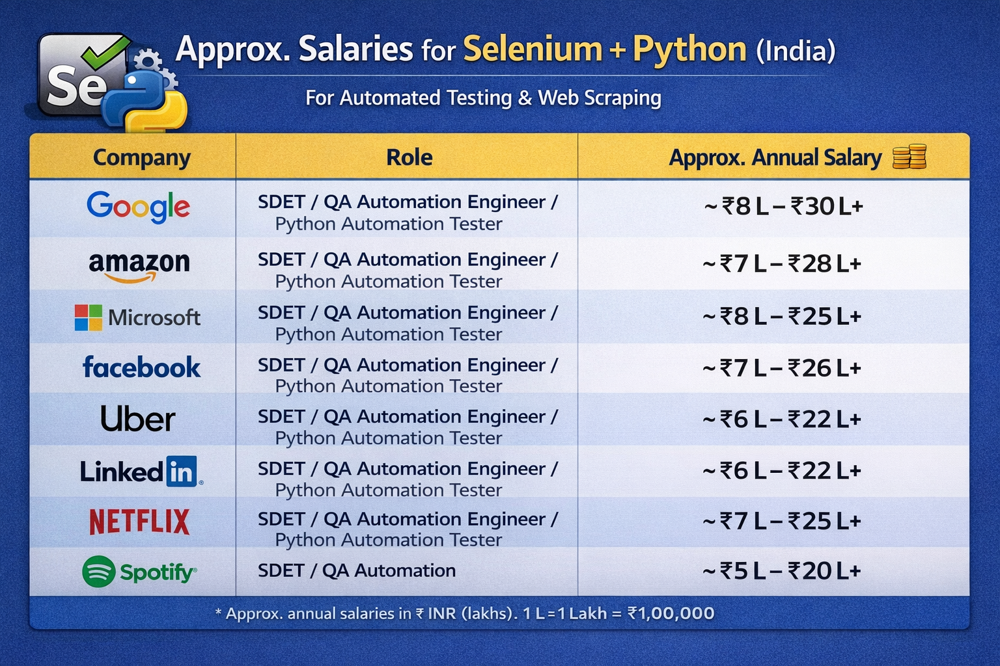 Se
Approx. Salaries for Selenium + Python (India)
For Automated Testing & Web Scraping
Company Role Approx. Annual Salary
Google SDET / QA Automation Engineer / ~₹8 L – ₹30 L+
Python Automation Tester
amazon SDET / QA Automation Engineer / ~₹7 L – ₹28 L+
Python Automation Tester
Microsoft SDET / QA Automation Engineer / ~₹8 L – ₹25 L+
Python Automation Tester
facebook SDET / QA Automation Engineer / ~₹7 L – ₹26 L+
Python Automation Tester
Uber SDET / QA Automation Engineer / ~₹6 L – ₹22 L+
Python Automation Tester
Linked in® SDET / QA Automation Engineer / ~₹6 L – ₹22 L+
Python Automation Tester
NETFLIX SDET / QA Automation Engineer / ~₹7 L – ₹25 L+
Python Automation Tester
Spotify® SDET / QA Automation ~₹5 L – ₹20 L+
* Approx. annual salaries in ₹ INR (lakhs). 1 L = 1 Lakh = ₹1,00,000